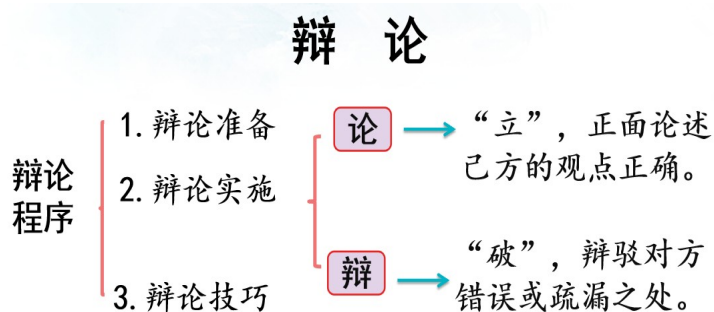 辩 论
辩论
程序
1. 辩论准备
2. 辩论实施
3. 辩论技巧
论
“立”，正面论述
己方的观点正确。
辩
“破”，辩驳对方
错误或疏漏之处。